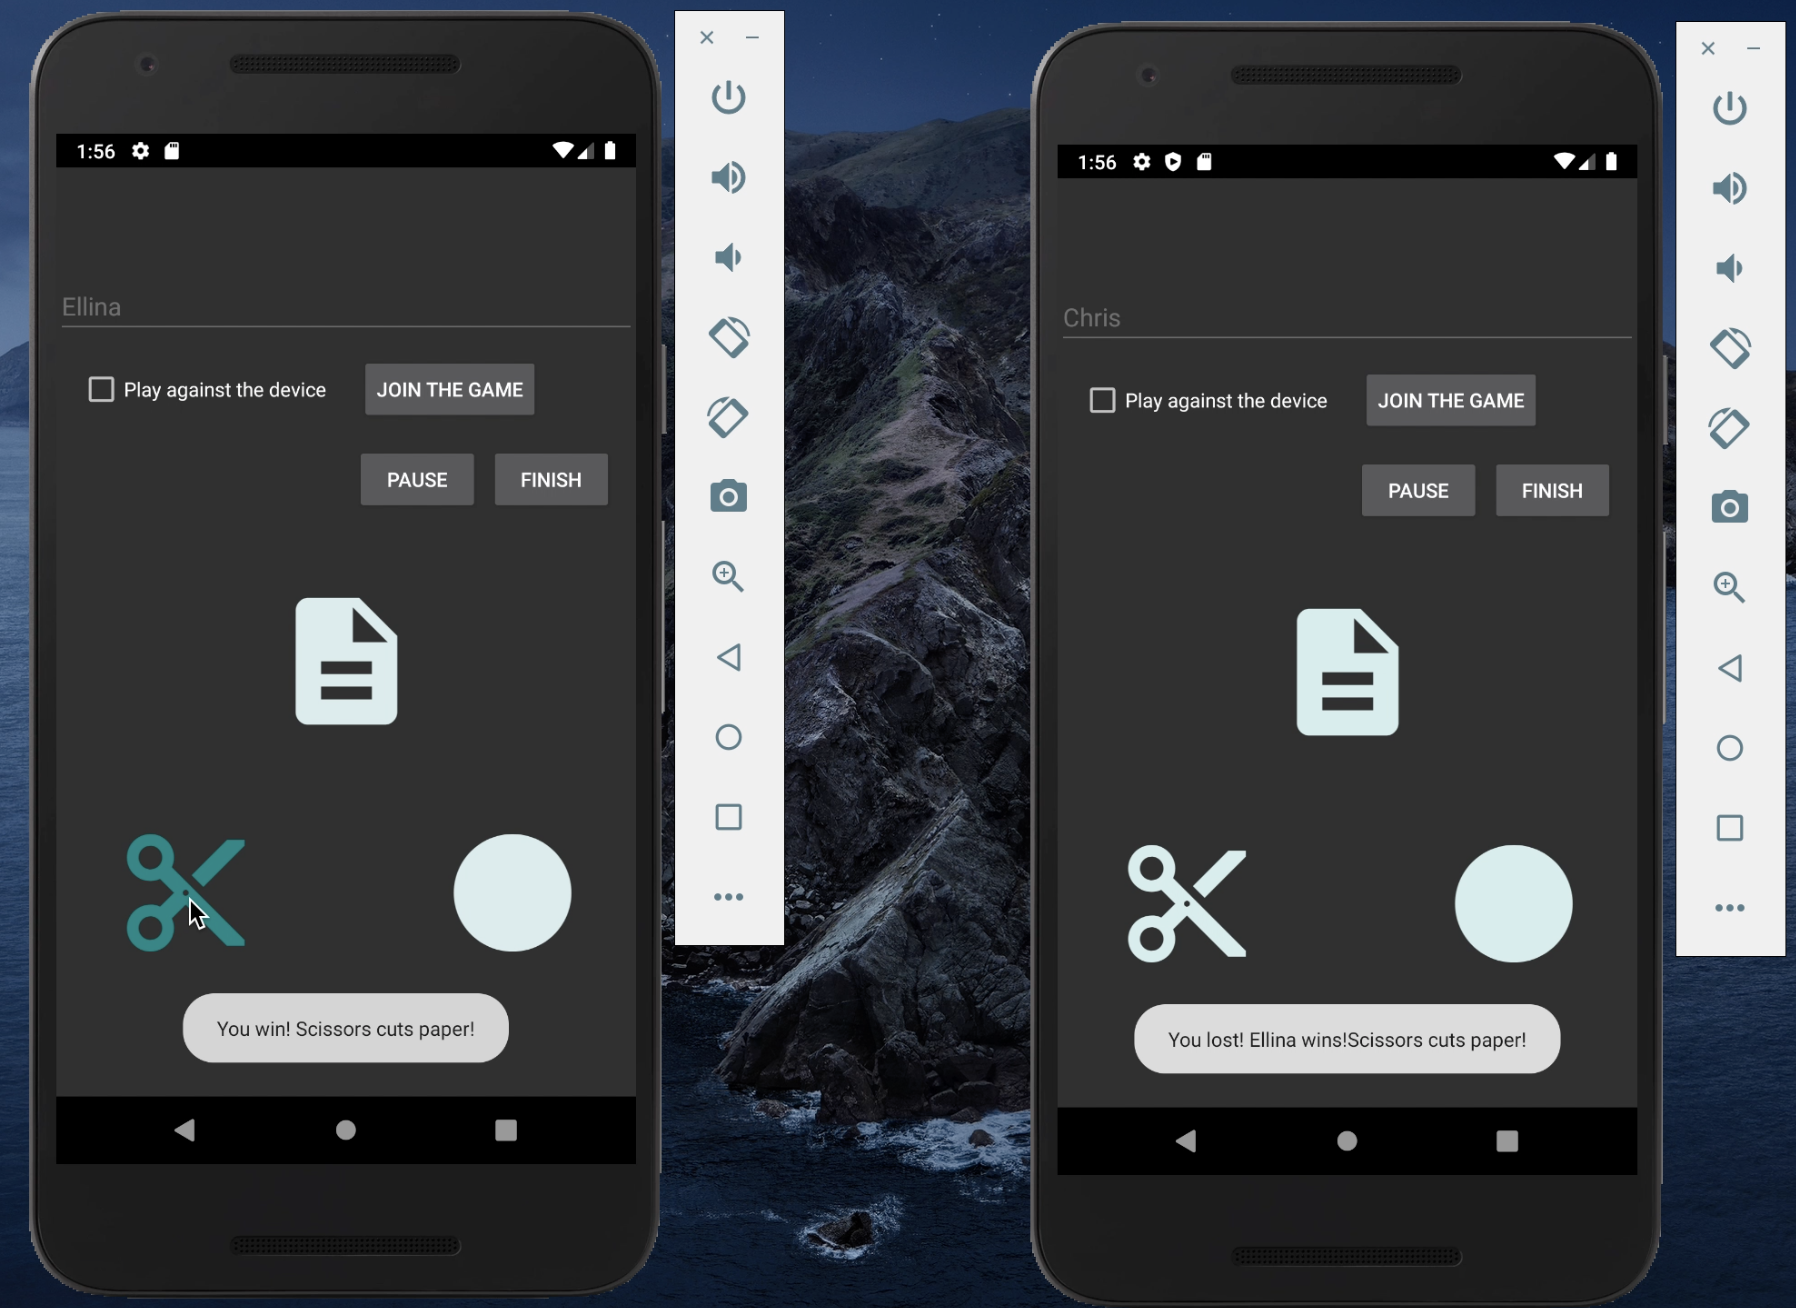 1:56
Ellina
Play against the device
JOIN THE GAME
PAUSE
FINISH
You win! Scissors cuts paper!
1:56
Chris
Play against the device
JOIN THE GAME
PAUSE
FINISH
You lost! Ellina wins!Scissors cuts paper!